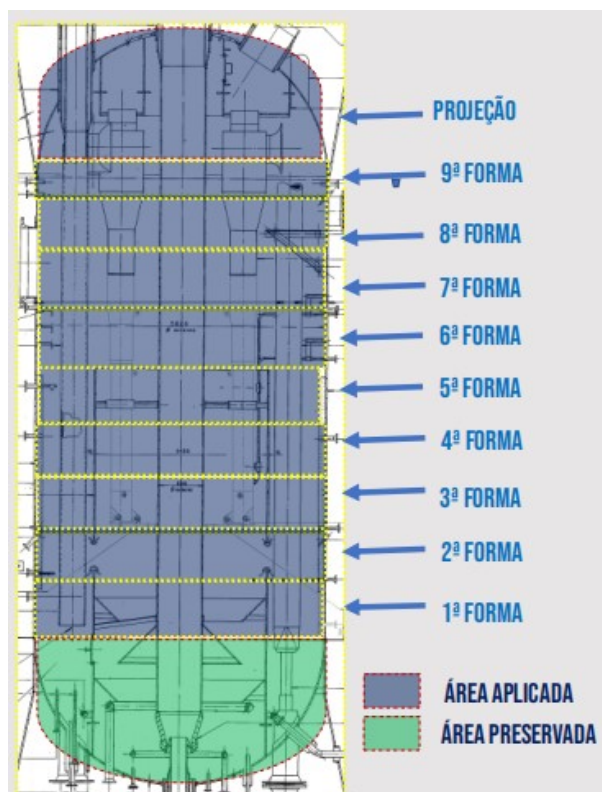 PROJEÇÃO
9ª FORMA
8ª FORMA
7ª FORMA
6ª FORMA
5ª FORMA
4ª FORMA
3ª FORMA
2ª FORMA
1ª FORMA
ÁREA APLICADA
ÁREA PRESERVADA